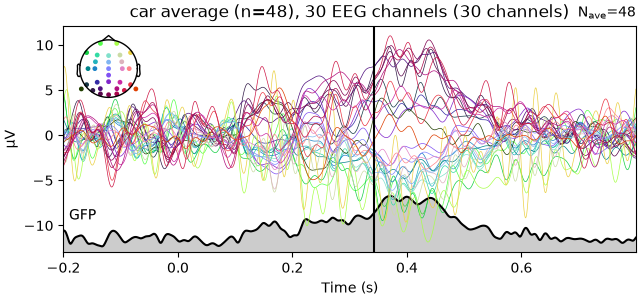 car average (n=48), 30 EEG channels (30 channels) Nave=48
10
5
0
−5
−10
µV
GFP
−0.2 0.0 0.2 0.4 0.6
Time (s)